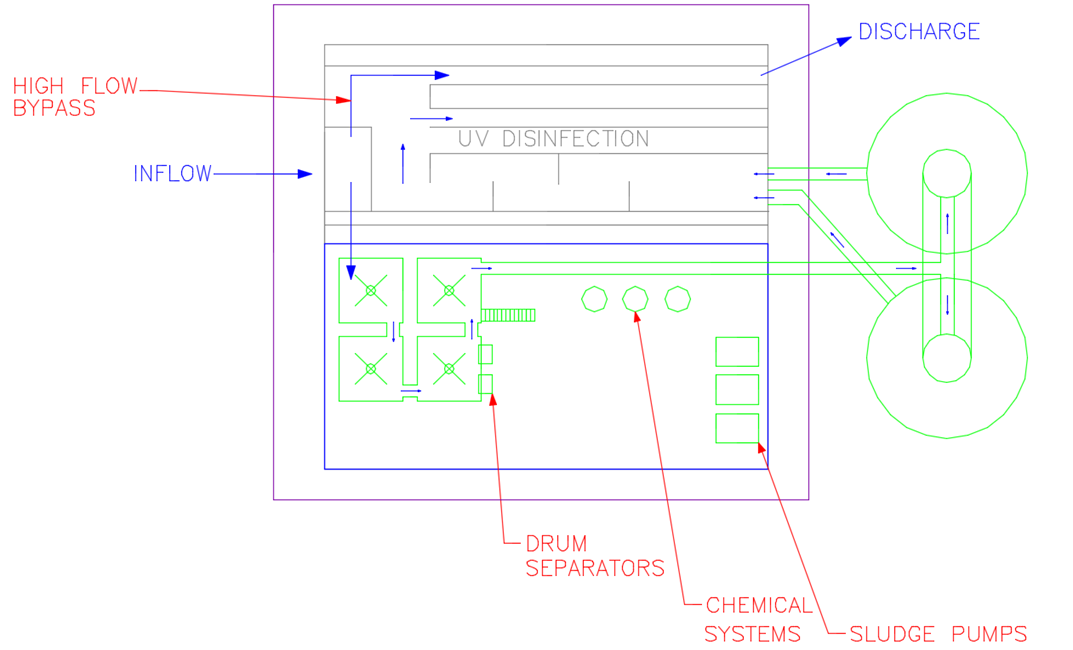 DISCHARGE
HIGH FLOW
BYPASS
UV DISINFECTION
INFLOW
DRUM
SEPARATORS
CHEMICAL
SYSTEMS
SLUDGE PUMPS